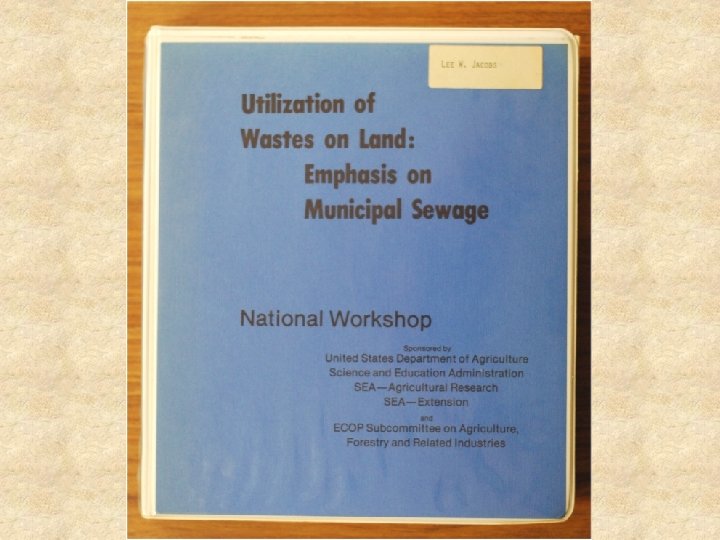 LEE W. JACOBS
Utilization of
Wastes on Land:
Emphasis on
Municipal Sewage
National Workshop
Sponsored by
United States Department of Agriculture
Science and Education Administration
SEA—Agricultural Research
SEA—Extension
and
ECOP Subcommittee on Agriculture,
Forestry and Related Industries